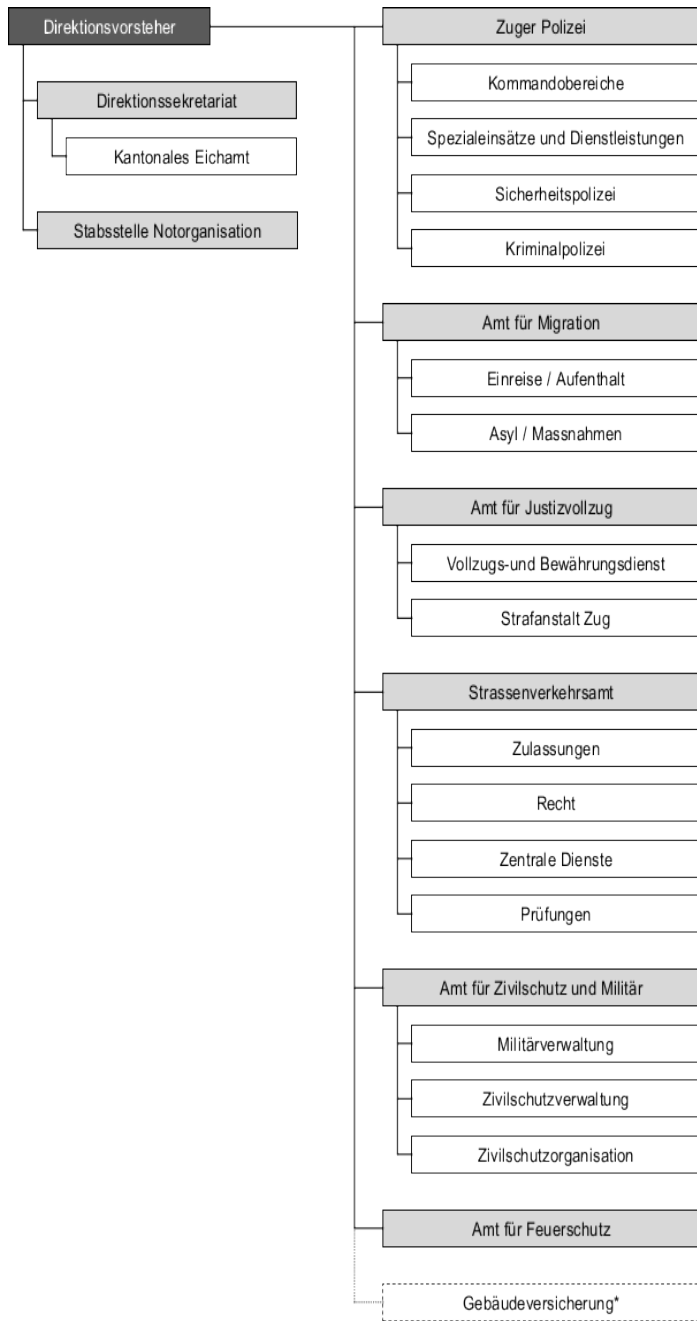 Direktionsvorsteher
Direktionssekretariat
Kantonales Eichamt
Stabsstelle Notorganisation
Zuger Polizei
Kommandobereiche
Spezialeinsätze und Dienstleistungen
Sicherheitspolizei
Kriminalpolizei
Amt für Migration
Einreise / Aufenthalt
Asyl / Massnahmen
Amt für Justizvollzug
Vollzugs-und Bewährungsdienst
Strafanstalt Zug
Strassenverkehrsamt
Zulassungen
Recht
Zentrale Dienste
Prüfungen
Amt für Zivilschutz und Militär
Militärverwaltung
Zivilschutzverwaltung
Zivilschutzorganisation
Amt für Feuerschutz
Gebäudeversicherung*